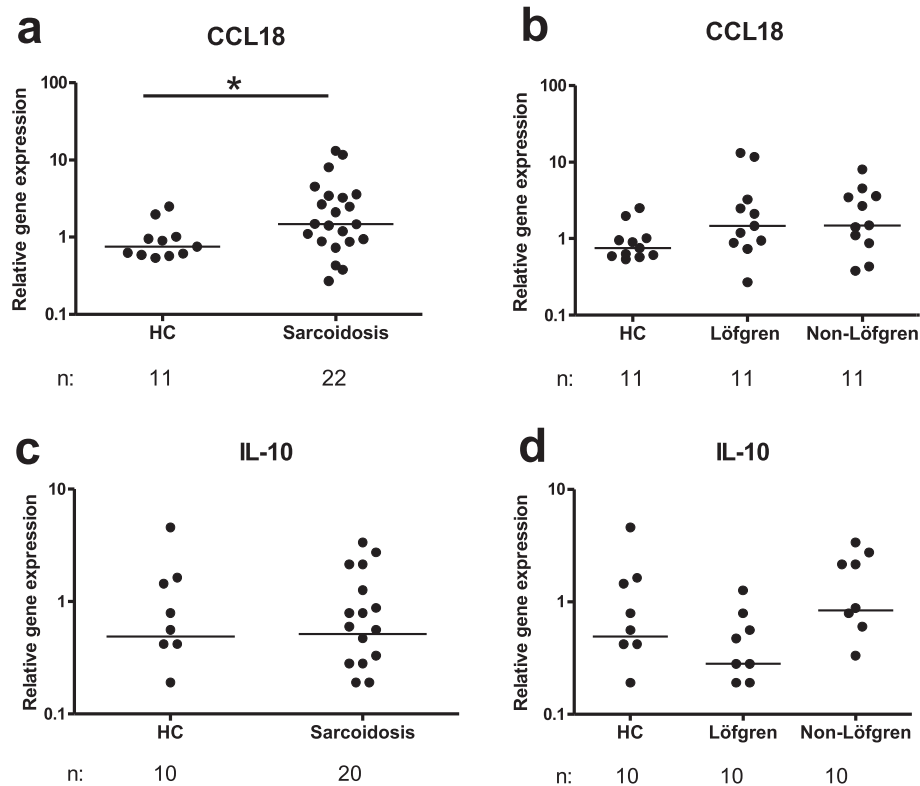 a
CCL18
*
Relative gene expression
100
10
1
0.1
HC Sarcoidosis
n: 11 22
b
CCL18
Relative gene expression
100
10
1
0.1
HC Löfgren Non-Löfgren
n: 11 11 11
c
IL-10
Relative gene expression
10
1
0.1
HC Sarcoidosis
n: 10 20
d
IL-10
Relative gene expression
10
1
0.1
HC Löfgren Non-Löfgren
n: 10 10 10